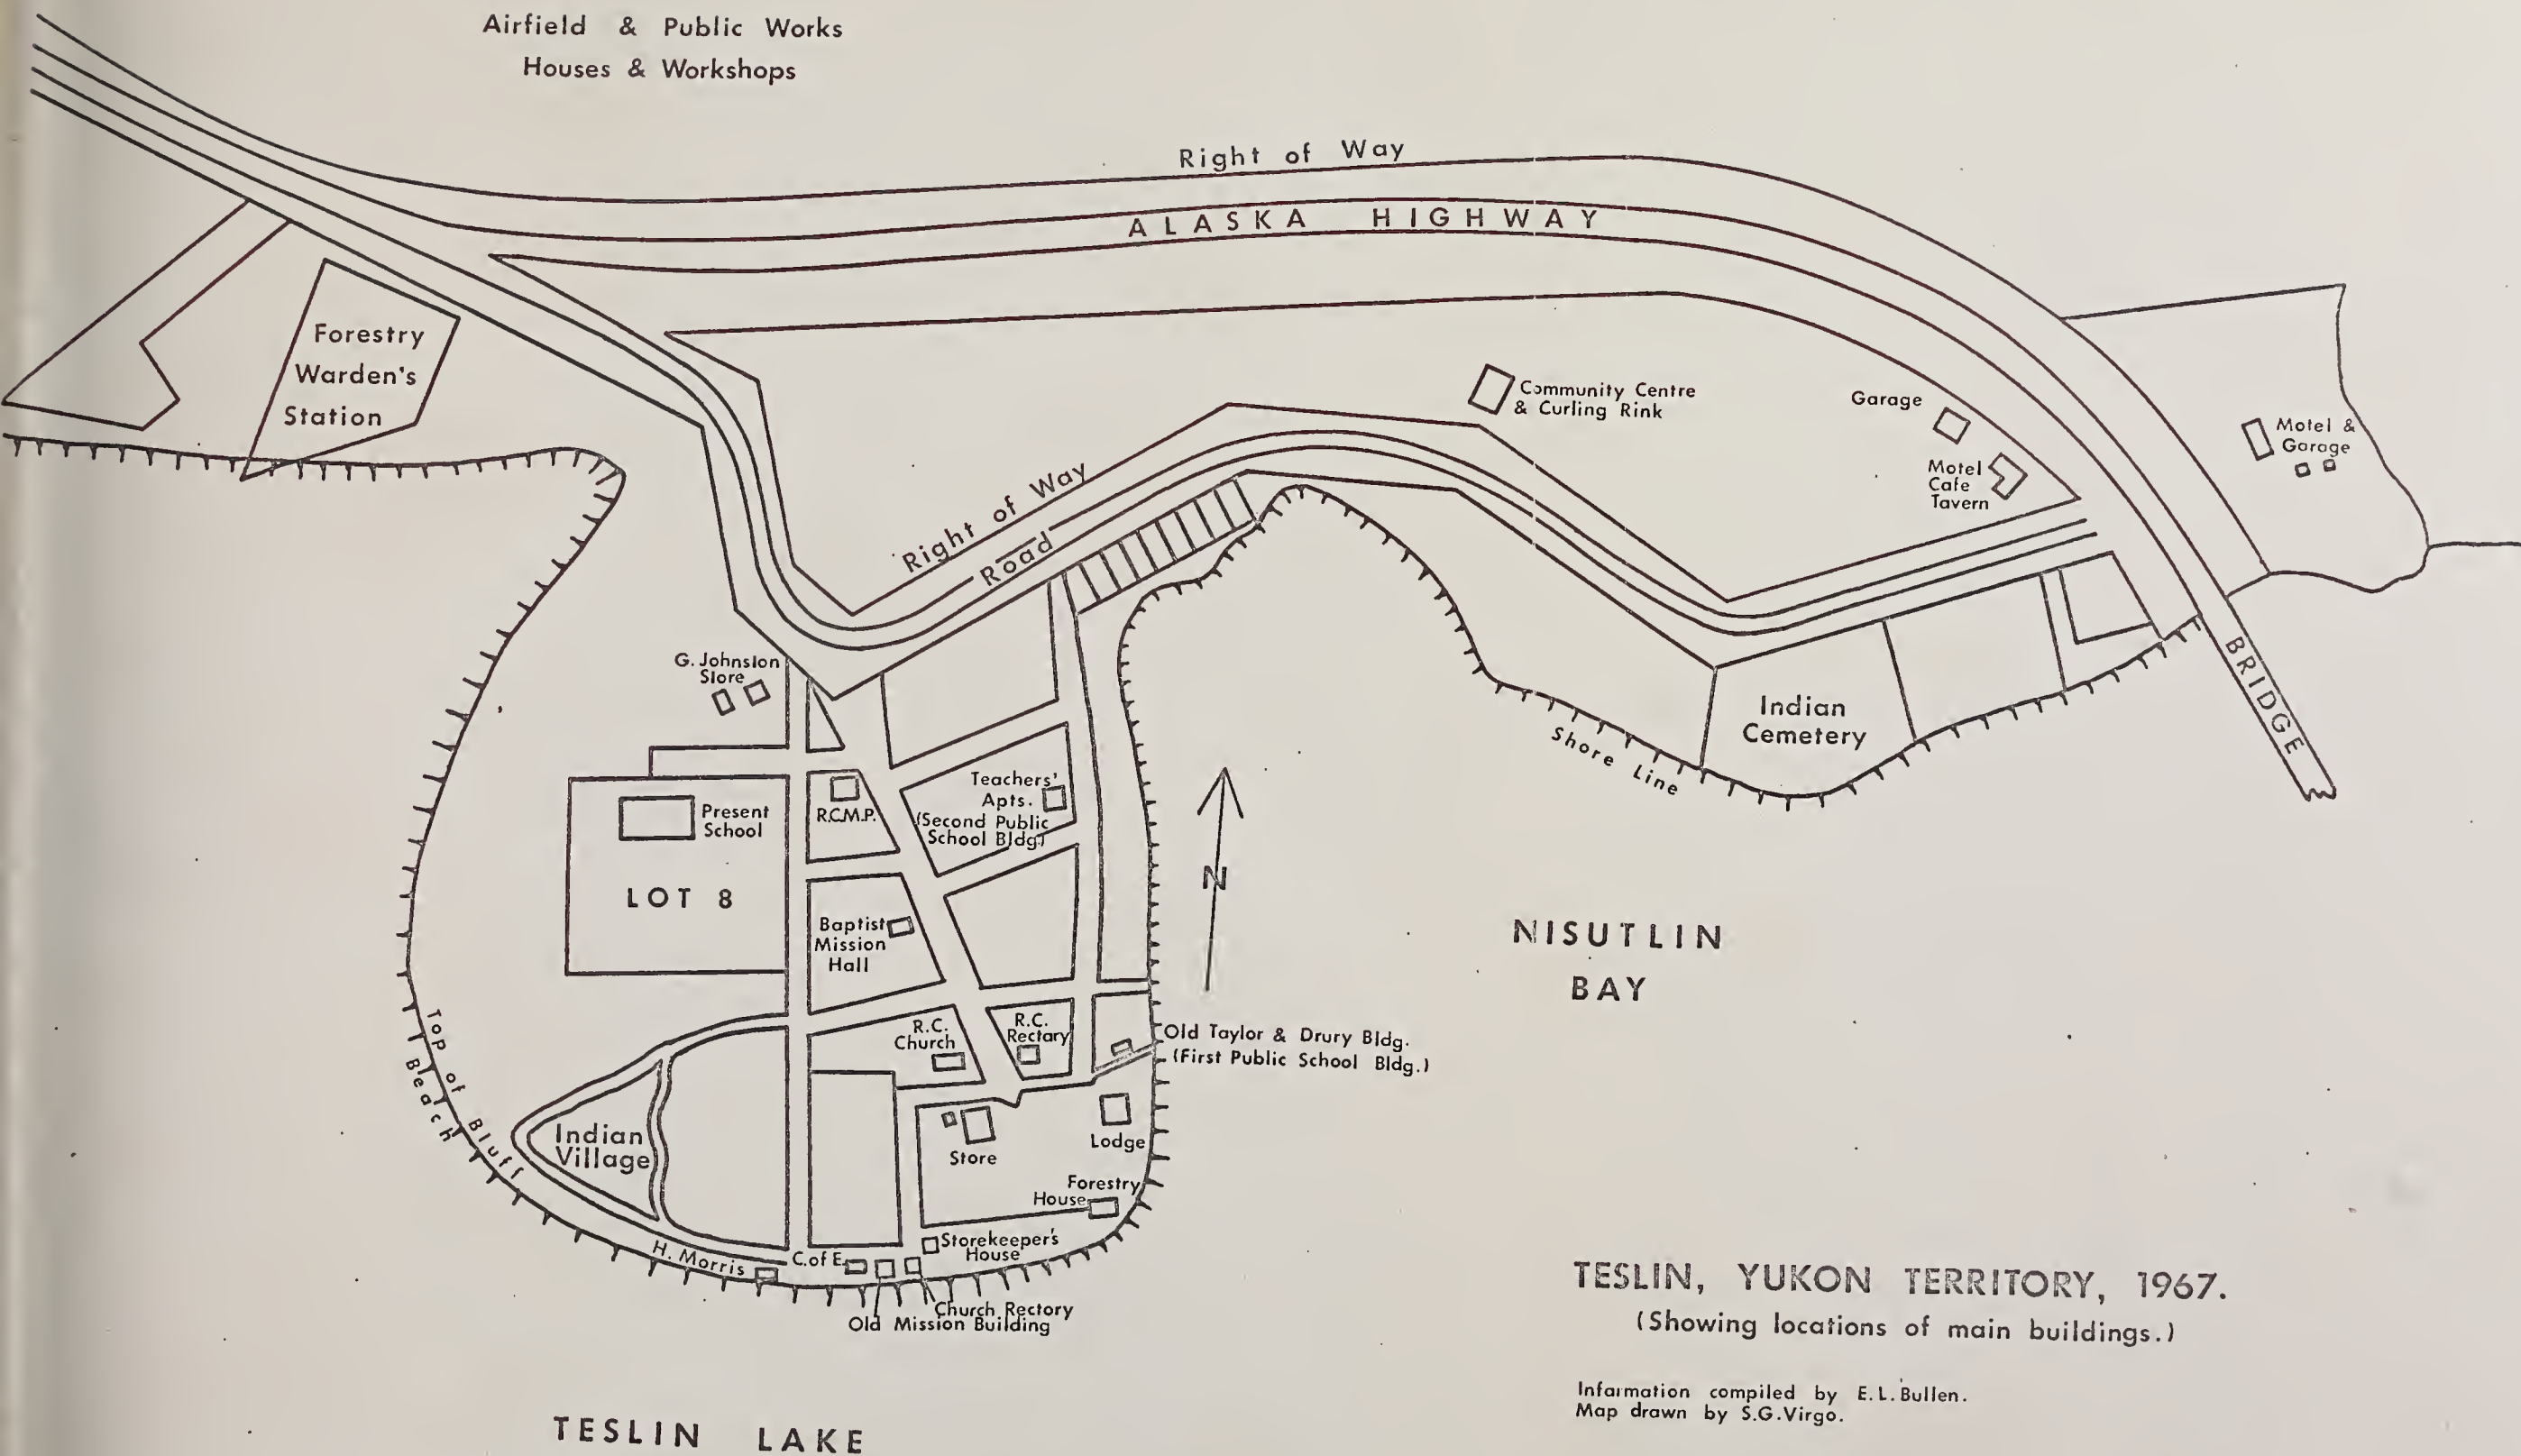 Airfield & Public Works
Houses & Workshops
Right of Way
ALASKA HIGHWAY
Forestry
Warden's
Station
Community Centre
& Curling Rink
Garage
Motel
Cafe
Tavern
Motel &
Garage
Right of Way
Road
BRIDGE
G. Johnston
Store
Indian
Cemetery
Shore Line
Present
School
LOT 8
R.C.M.P.
Teachers'
Apts.
(Second Public
School Bldg.)
N
Baptist
Mission
Hall
NISUTLIN
BAY
R.C.
Church
R.C.
Rectary
Old Taylor & Drury Bldg.
(First Public School Bldg.)
Top of Bluff
Beach
Indian
Village
Store
Lodge
Forestry
House
H. Morris
C.of E.
Storekeeper's
House
Church Rectory
Old Mission Building
TESLIN, YUKON TERRITORY, 1967.
(Showing locations of main buildings.)
Information compiled by E.L.Bullen.
Map drawn by S.G.Virgo.
TESLIN LAKE